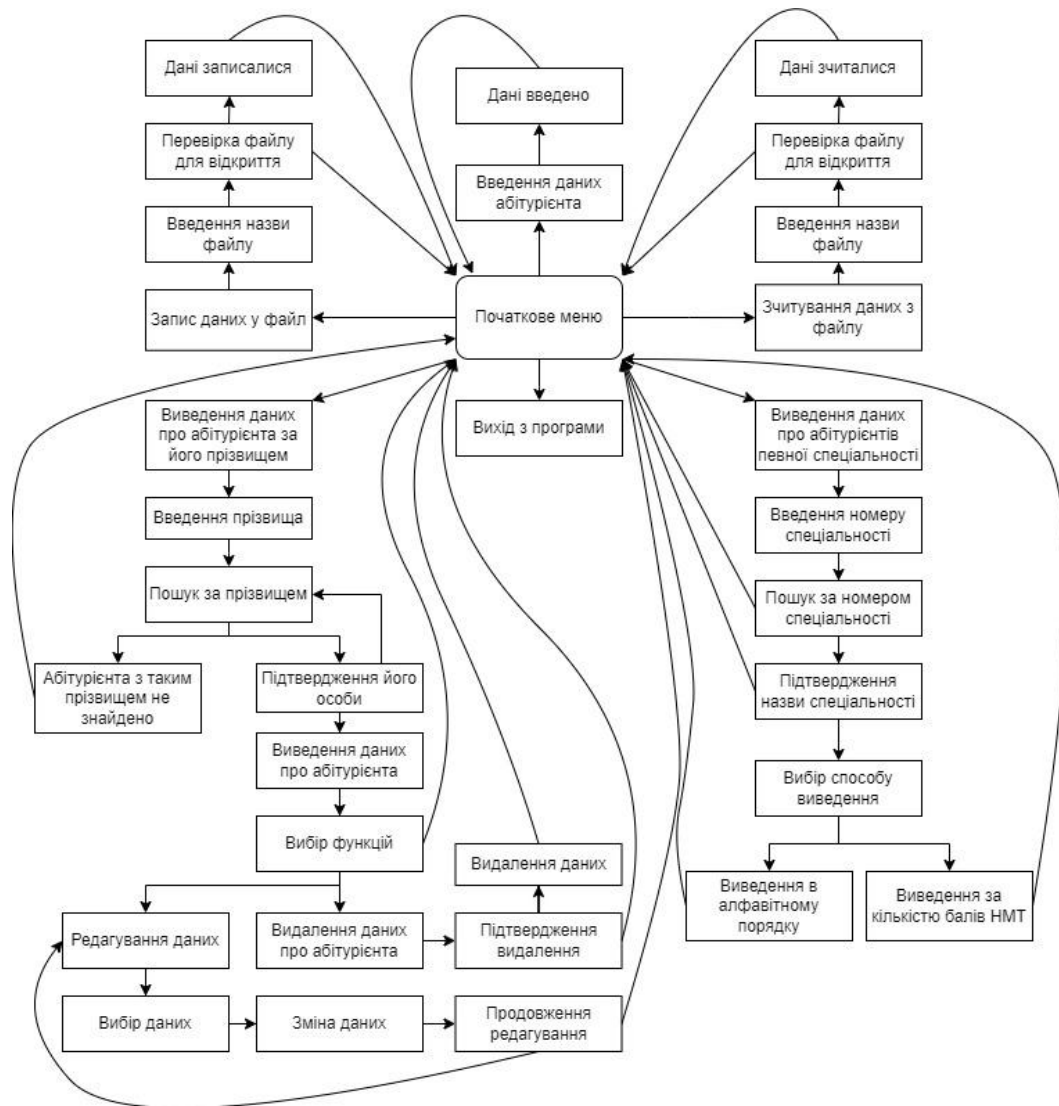 Дані записалися
Дані введено
Дані зчиталися
Перевірка файлу
для відкриття
Введення даних
абітурієнта
Перевірка файлу
для відкриття
Введення назви
файлу
Введення назви
файлу
Запис даних у файл
Початкове меню
Зчитування даних з
файлу
Виведення даних
про абітурієнта за
його прізвищем
Вихід з програми
Виведення даних
про абітурієнтів
певної спеціальності
Введення прізвища
Введення номеру
спеціальності
Пошук за прізвищем
Пошук за номером
спеціальності
Абітурієнта з таким
прізвищем не
знайдено
Підтвердження його
особи
Підтвердження
назви спеціальності
Виведення даних
про абітурієнта
Вибір способу
виведення
Вибір функцій
Видалення даних
Виведення в
алфавітному
порядку
Виведення за
кількістю балів НМТ
Редагування даних
Видалення даних
про абітурієнта
Підтвердження
видалення
Вибір даних
Зміна даних
Продовження
редагування